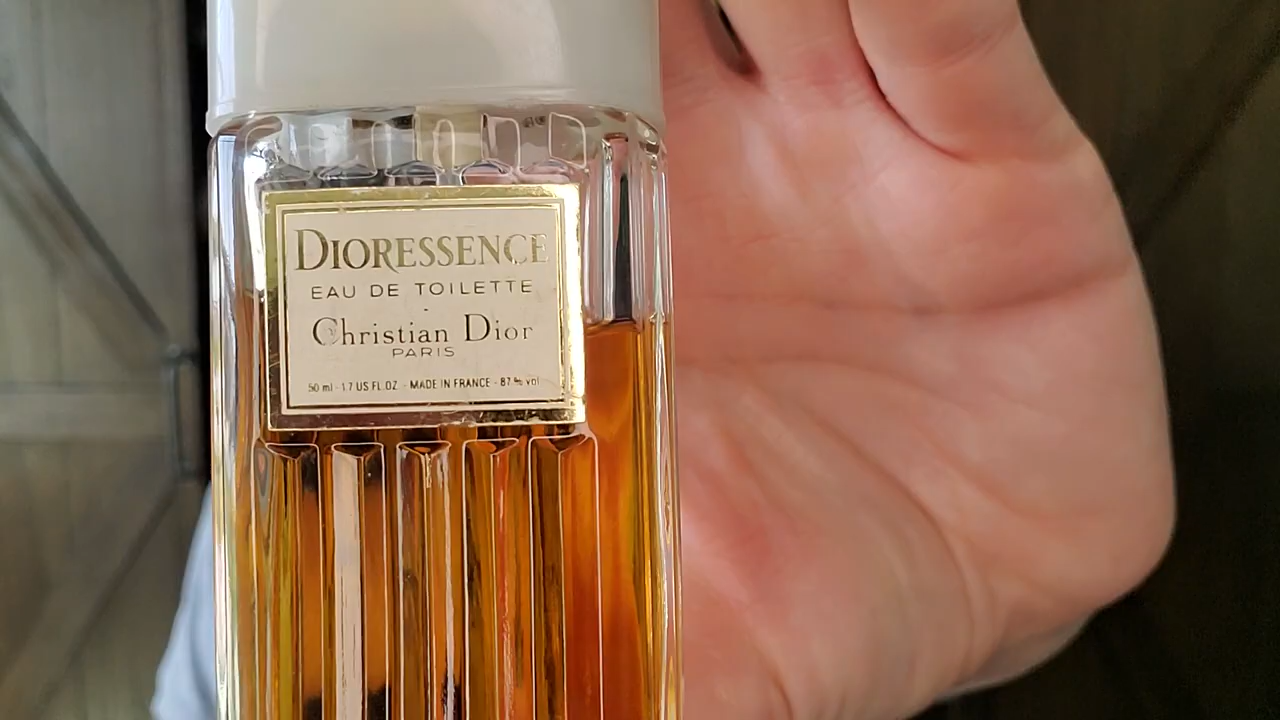 DIORESSENCE
EAU DE TOILETTE
Christian Dior
PARIS
50 ml - 1.7 US FL.OZ - MADE IN FRANCE - 87 % vol